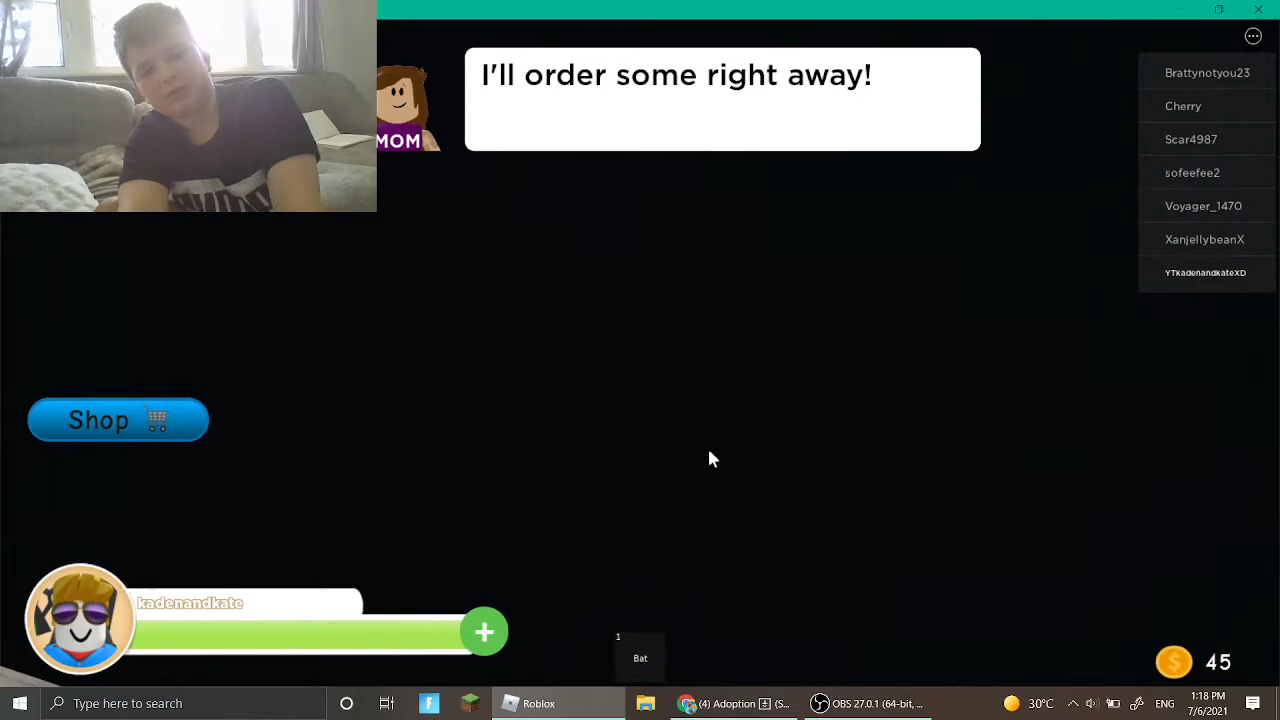 I'll order some right away!
MOM
Brattynotyou23
Cherry
Scar4987
sofeefee2
Voyager_1470
XanjellybeanX
YTkadenandkateXD
Shop
kadenandkate
+
1
Bat
$ 45
Type here to search
Roblox
(4) Adoption ‖ (S...
OBS 27.0.1 (64-bit, ...
30°C
1:18 PM
7/6/2021